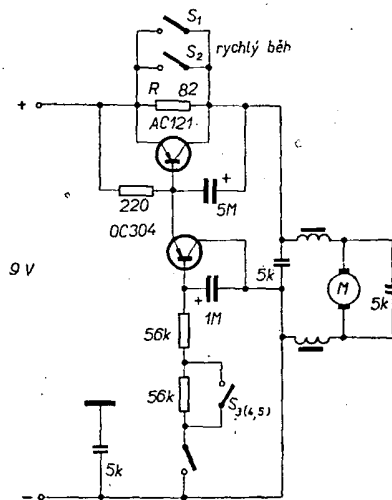 S₁
S₂
rychlý běh
R 82
+
AC121
+
220
5M
OC304
9 V
5k
M
5k
+
1M
56k
56k
S₃(4,5)
5k
−